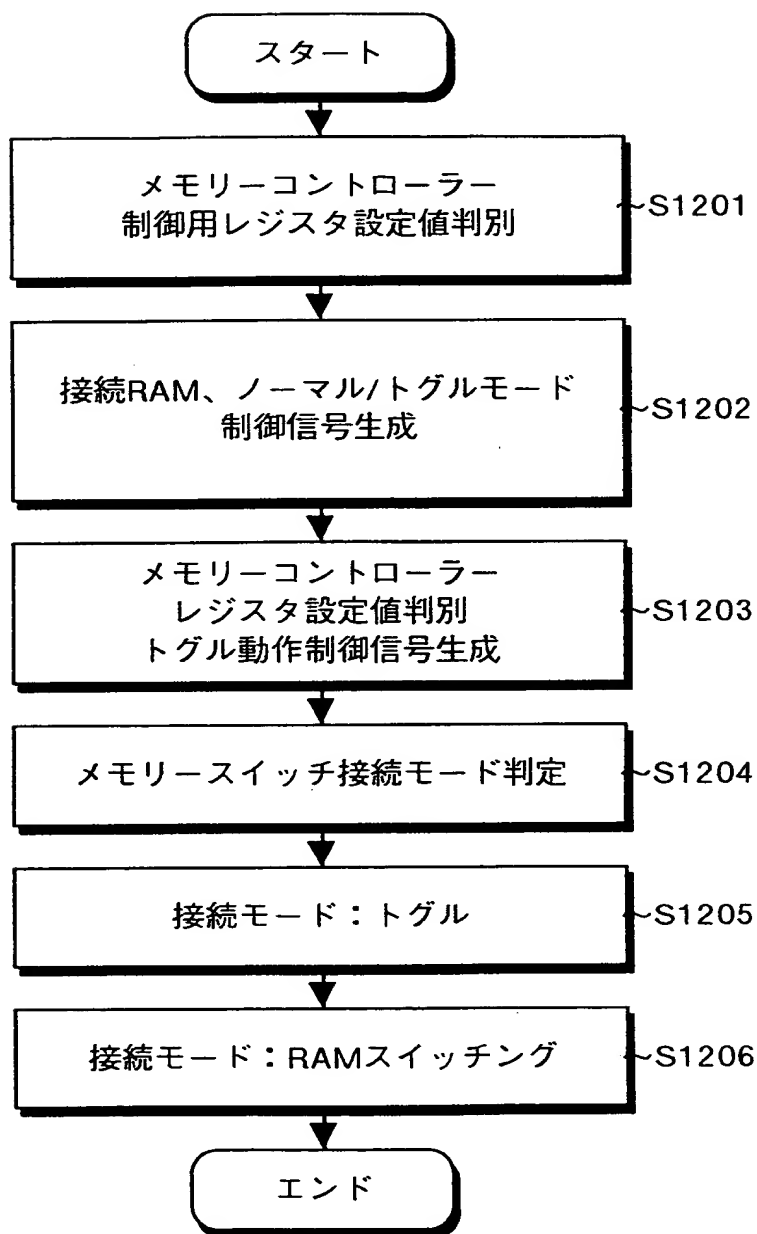 スタート
メモリーコントローラー
制御用レジスタ設定値判別
~S1201
接続RAM、ノーマル/トグルモード
制御信号生成
~S1202
メモリーコントローラー
レジスタ設定値判別
トグル動作制御信号生成
~S1203
メモリースイッチ接続モード判定
~S1204
接続モード：トグル
~S1205
接続モード：RAMスイッチング
~S1206
エンド